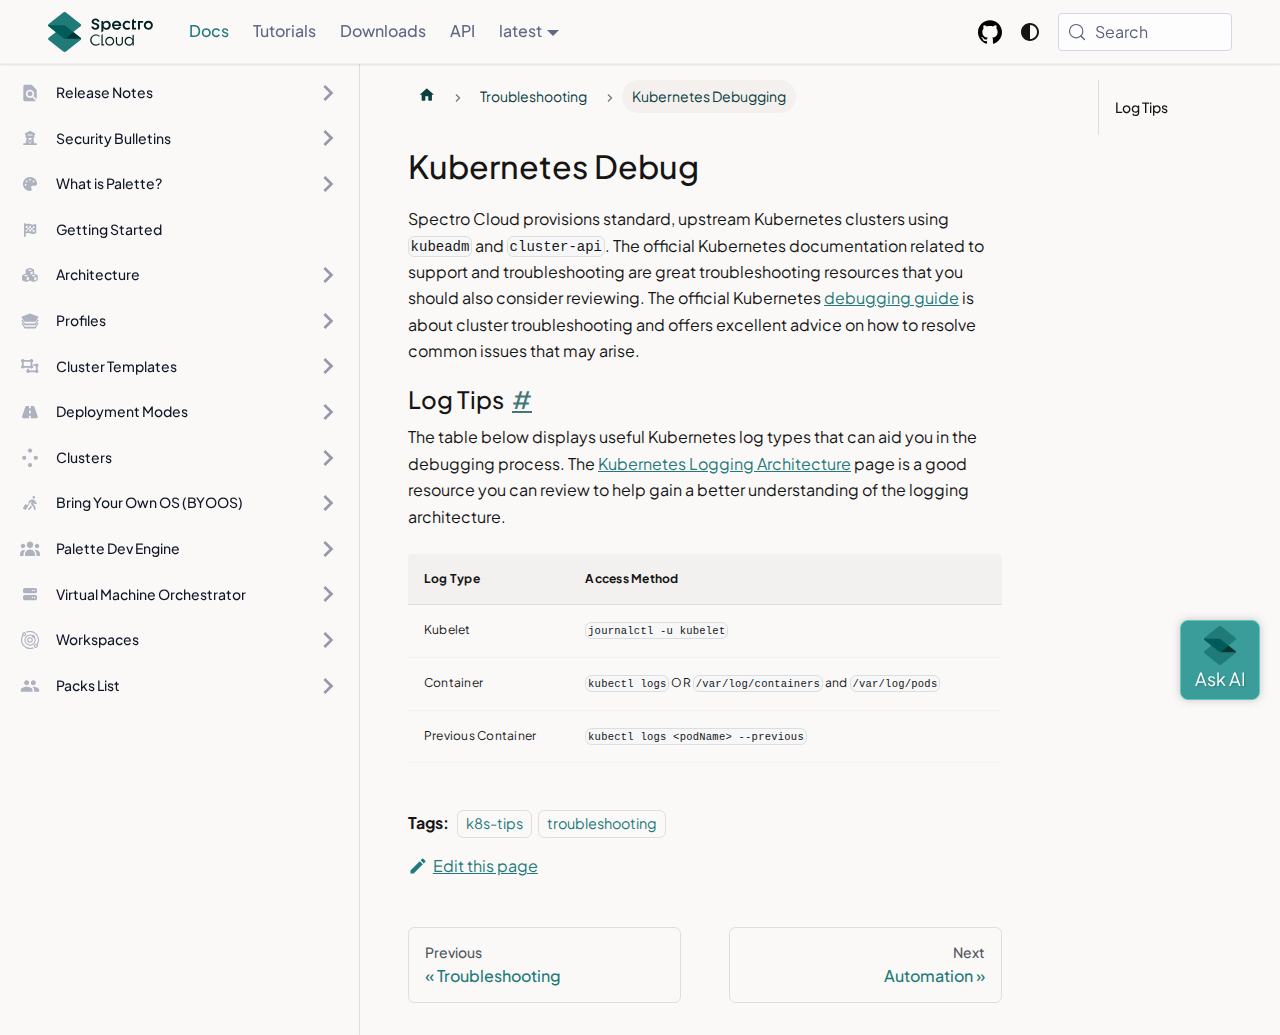 Spectro Cloud
Docs
Tutorials
Downloads
API
latest
Search
Release Notes
Security Bulletins
What is Palette?
Getting Started
Architecture
Profiles
Cluster Templates
Deployment Modes
Clusters
Bring Your Own OS (BYOOS)
Palette Dev Engine
Virtual Machine Orchestrator
Workspaces
Packs List
Troubleshooting
Kubernetes Debugging
Kubernetes Debug
Spectro Cloud provisions standard, upstream Kubernetes clusters using
kubeadm and cluster-api. The official Kubernetes documentation related to
support and troubleshooting are great troubleshooting resources that you
should also consider reviewing. The official Kubernetes debugging guide is
about cluster troubleshooting and offers excellent advice on how to resolve
common issues that may arise.
Log Tips #
The table below displays useful Kubernetes log types that can aid you in the
debugging process. The Kubernetes Logging Architecture page is a good
resource you can review to help gain a better understanding of the logging
architecture.
Log Type Access Method
Kubelet journalctl -u kubelet
Container kubectl logs OR /var/log/containers and /var/log/pods
Previous Container kubectl logs <podName> --previous
Tags: k8s-tips troubleshooting
Edit this page
Previous
« Troubleshooting
Next
Automation »
Log Tips
Ask AI